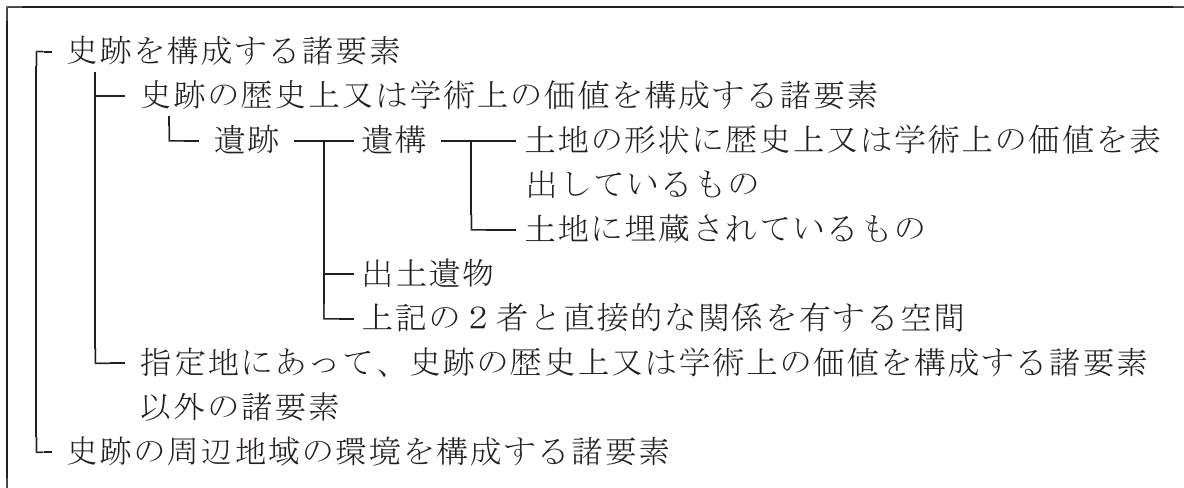 史跡を構成する諸要素
史跡の歴史上又は学術上の価値を構成する諸要素
遺跡 遺構 土地の形状に歴史上又は学術上の価値を表
出しているもの
土地に埋蔵されているもの
出土遺物
上記の2者と直接的な関係を有する空間
指定地にあって、史跡の歴史上又は学術上の価値を構成する諸要素
以外の諸要素
史跡の周辺地域の環境を構成する諸要素